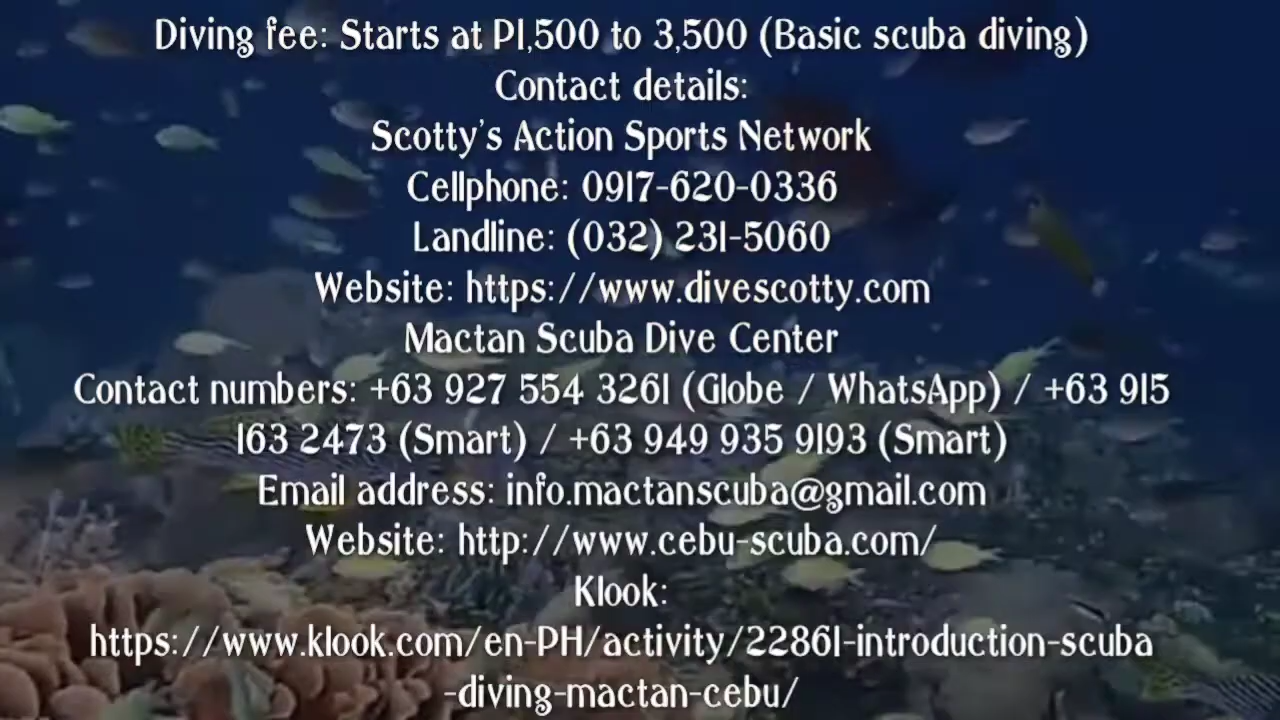 Diving fee: Starts at P1,500 to 3,500 (Basic scuba diving)
Contact details:
Scotty's Action Sports Network
Cellphone: 0917-620-0336
Landline: (032) 231-5060
Website: https://www.divescotty.com
Mactan Scuba Dive Center
Contact numbers: +63 927 554 3261 (Globe / WhatsApp) / +63 915
163 2473 (Smart) / +63 949 935 9193 (Smart)
Email address: info.mactanscuba@gmail.com
Website: http://www.cebu-scuba.com/
Klook:
https://www.klook.com/en-PH/activity/22861-introduction-scuba
-diving-mactan-cebu/